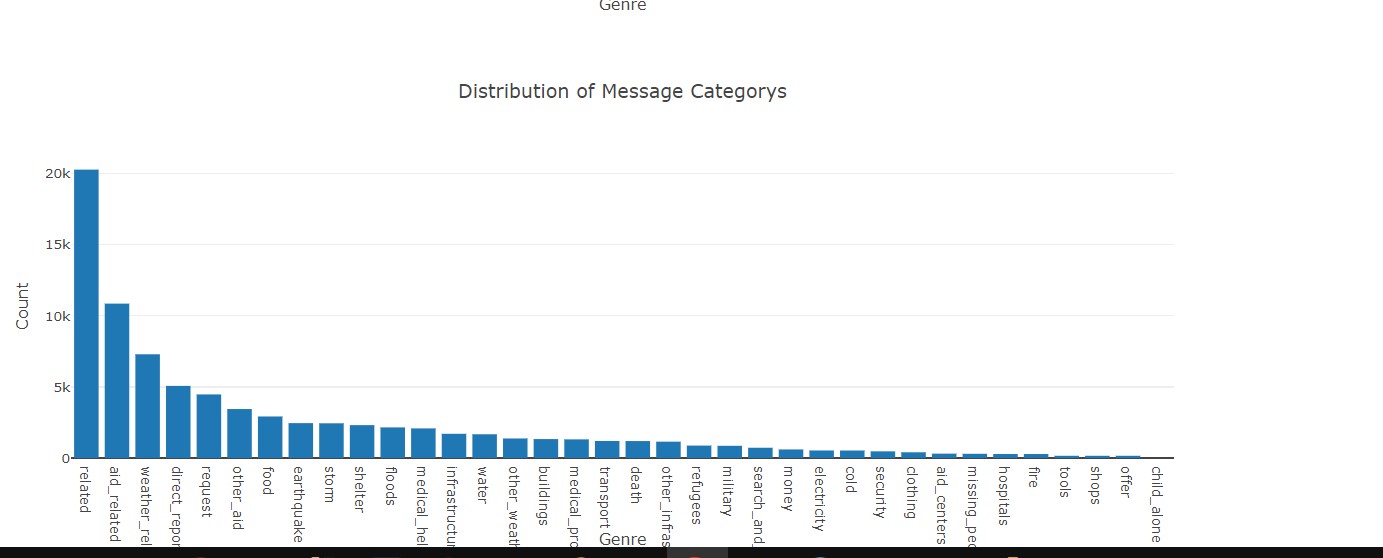 Genre
Distribution of Message Categorys
20k
15k
10k
5k
0
Count
related
aid_related
weather_rel
direct_repor
request
other_aid
food
earthquake
storm
shelter
floods
medical_hel
infrastructur
water
other_weath
buildings
medical_pro
transport
death
other_infras
refugees
military
search_and_
money
electricity
cold
security
clothing
aid_centers
missing_peo
hospitals
fire
tools
shops
offer
child_alone
Genre